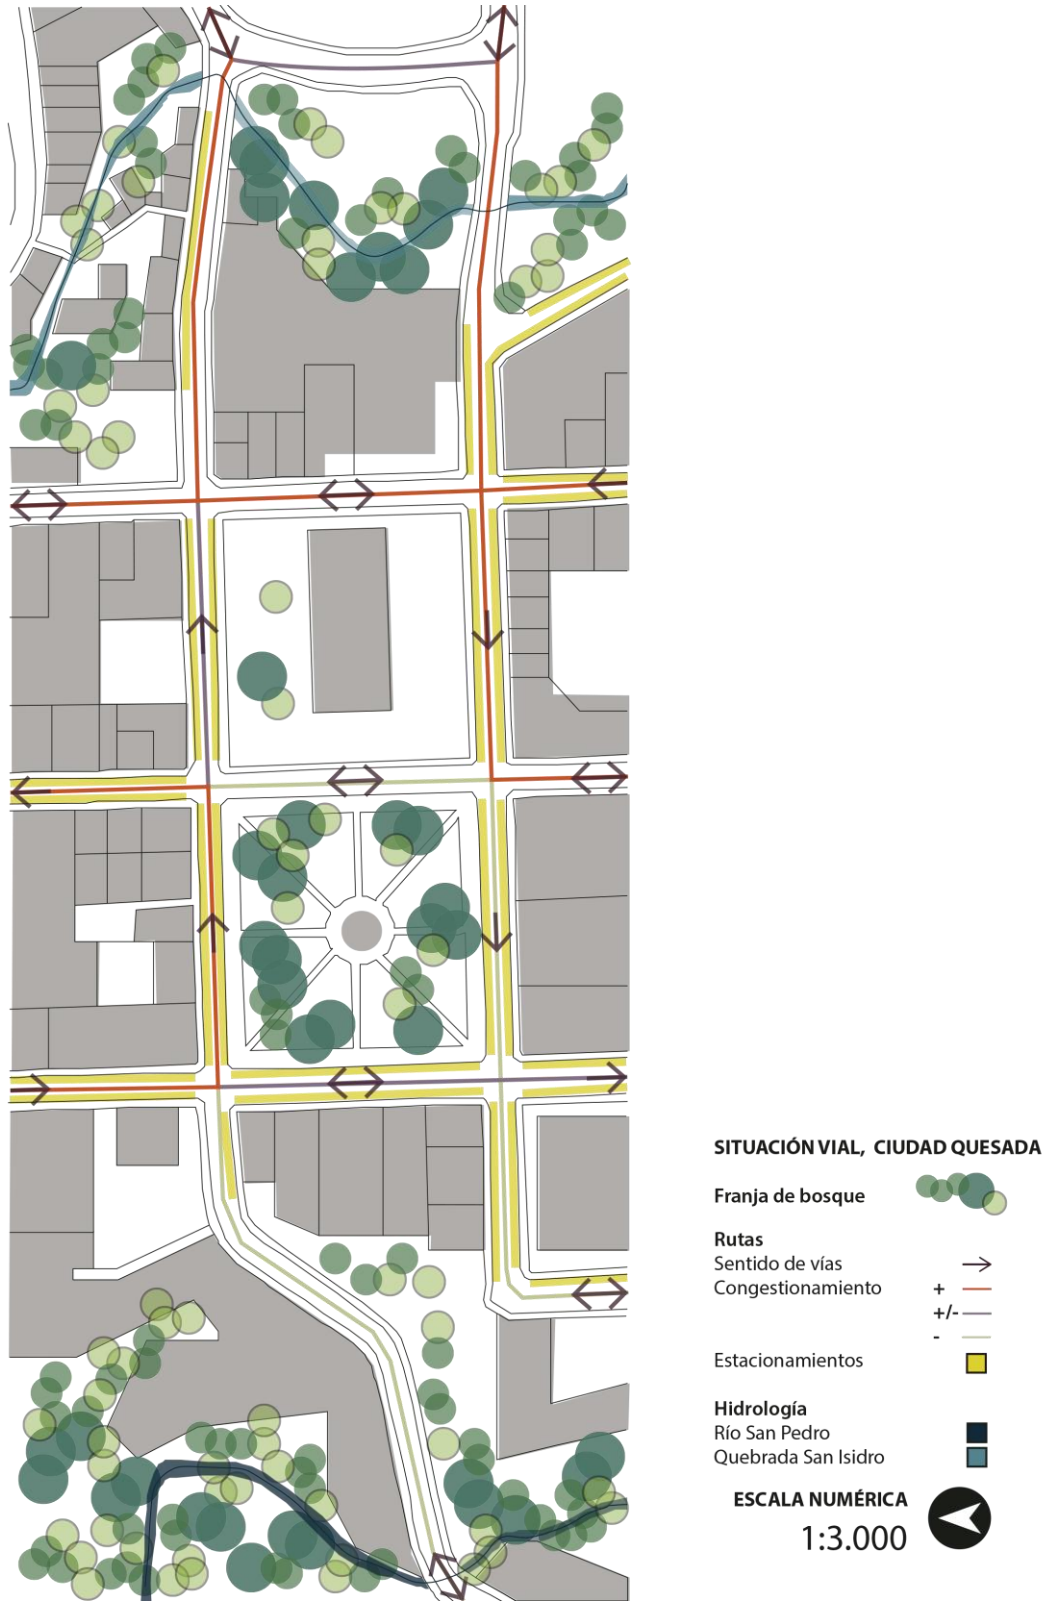 SITUACIÓN VIAL, CIUDAD QUESADA
Franja de bosque
Rutas
Sentido de vías
Congestionamiento +
+/-
-
Estacionamientos
Hidrología
Río San Pedro
Quebrada San Isidro
ESCALA NUMÉRICA
1:3.000